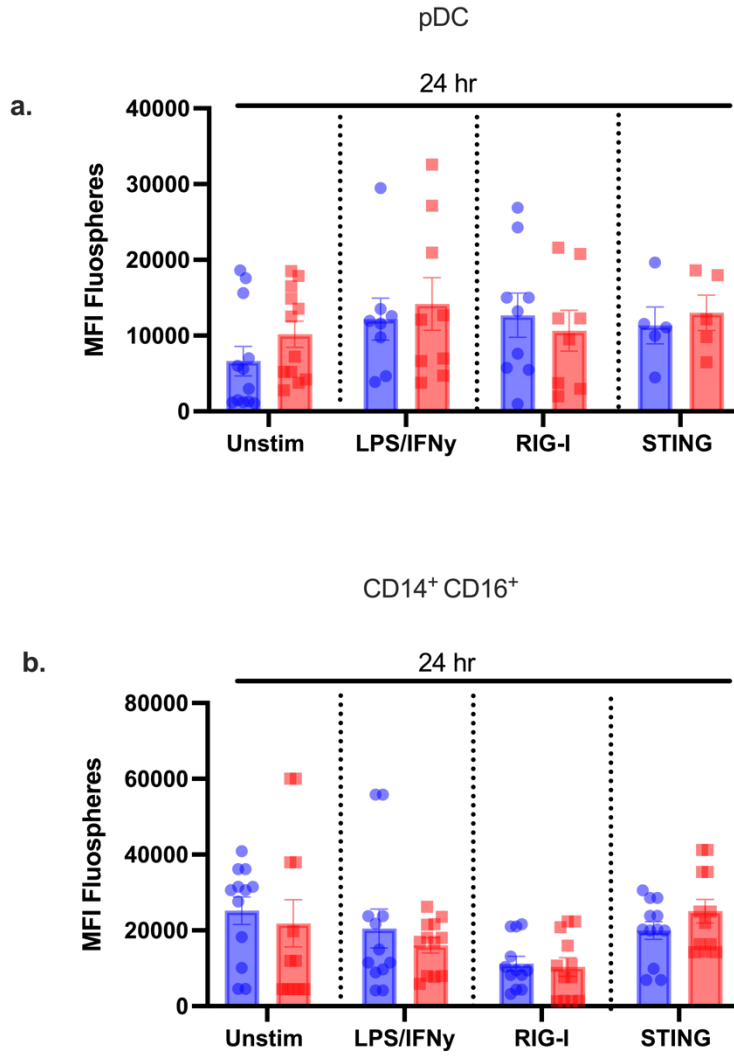 pDC
a.
24 hr
MFI Fluospheres
40000
30000
20000
10000
0
Unstim LPS/IFNy RIG-I STING
CD14⁺ CD16⁺
b.
24 hr
MFI Fluospheres
80000
60000
40000
20000
0
Unstim LPS/IFNy RIG-I STING